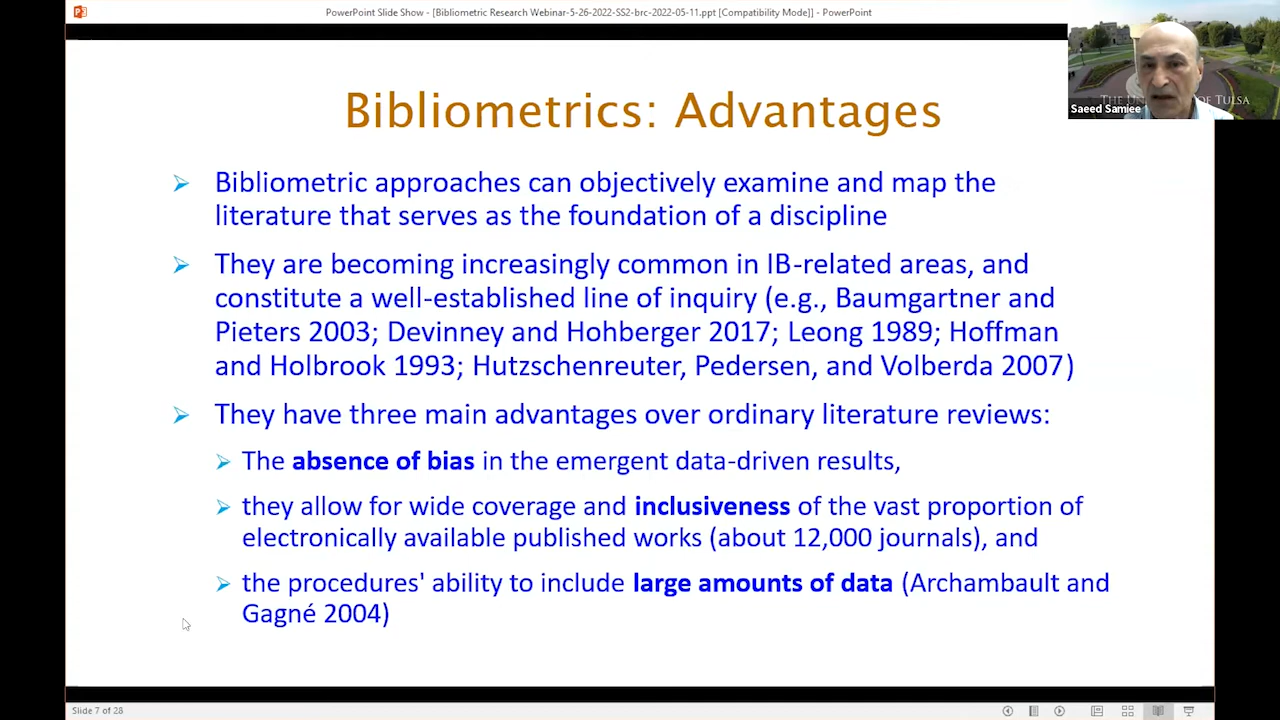 PowerPoint Slide Show - [Bibliometric Research Webinar-5-26-2022-SS2-brc-2022-05-11.ppt [Compatibility Mode]] - PowerPoint
Saeed Samiee
Bibliometrics: Advantages
Bibliometric approaches can objectively examine and map the
literature that serves as the foundation of a discipline
They are becoming increasingly common in IB-related areas, and
constitute a well-established line of inquiry (e.g., Baumgartner and
Pieters 2003; Devinney and Hohberger 2017; Leong 1989; Hoffman
and Holbrook 1993; Hutzschenreuter, Pedersen, and Volberda 2007)
They have three main advantages over ordinary literature reviews:
The absence of bias in the emergent data-driven results,
they allow for wide coverage and inclusiveness of the vast proportion of
electronically available published works (about 12,000 journals), and
the procedures' ability to include large amounts of data (Archambault and
Gagné 2004)
Slide 7 of 28